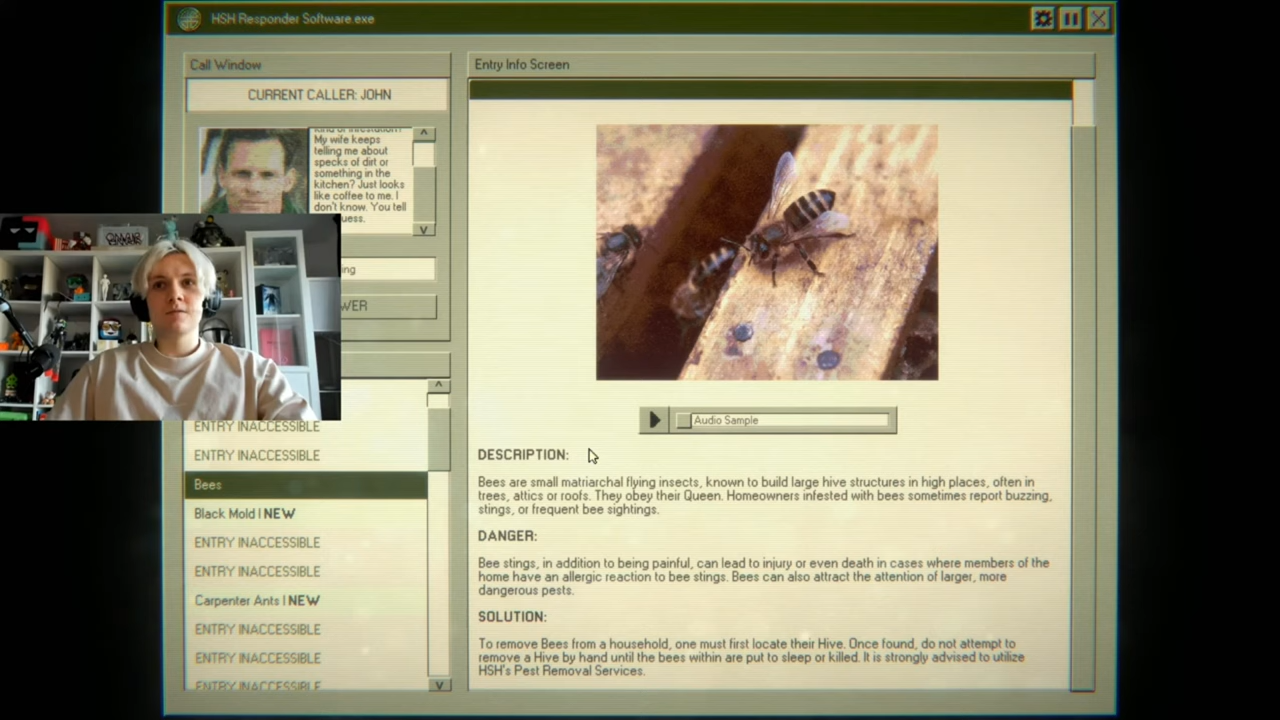 HSH Responder Software.exe
Call Window
CURRENT CALLER: JOHN
My wife keeps
telling me about
specks of dirt or
something in the
kitchen? Just looks
like coffee to me. I
don't know. You tell
ENTRY INACCESSIBLE
ENTRY INACCESSIBLE
Bees
Black Mold | NEW
ENTRY INACCESSIBLE
ENTRY INACCESSIBLE
Carpenter Ants | NEW
ENTRY INACCESSIBLE
ENTRY INACCESSIBLE
ENTRY INACCESSIBLE
Entry Info Screen
Audio Sample
DESCRIPTION:
Bees are small matriarchal flying insects, known to build large hive structures in high places, often in
trees, attics or roofs. They obey their Queen. Homeowners infested with bees sometimes report buzzing,
stings, or frequent bee sightings.
DANGER:
Bee stings, in addition to being painful, can lead to injury or even death in cases where members of the
home have an allergic reaction to bee stings. Bees can also attract the attention of larger, more
dangerous pests.
SOLUTION:
To remove Bees from a household, one must first locate their Hive. Once found, do not attempt to
remove a Hive by hand until the bees within are put to sleep or killed. It is strongly advised to utilize
HSH's Pest Removal Services.